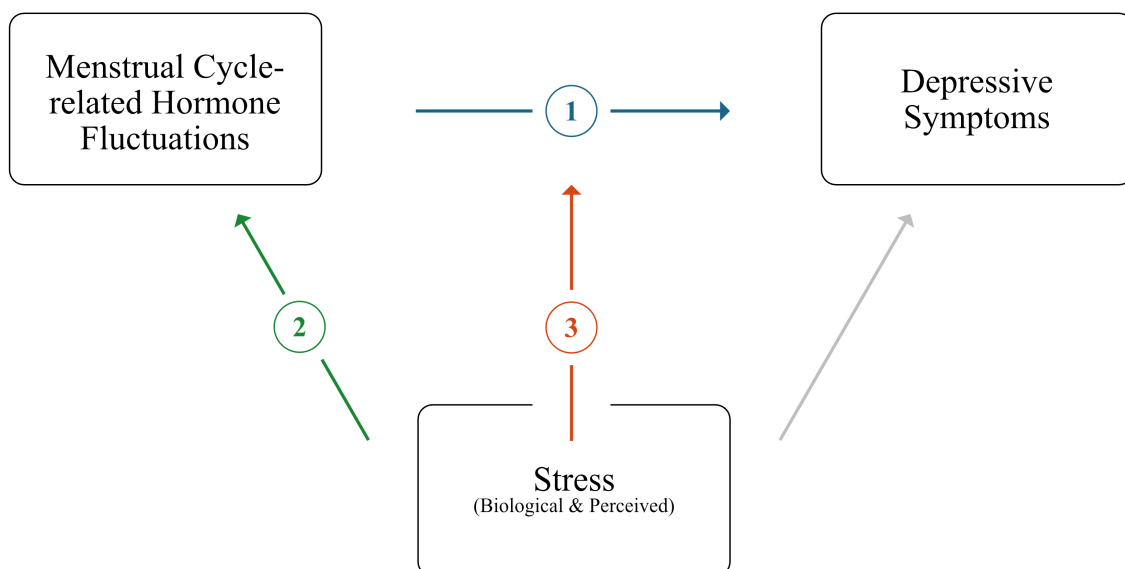 Menstrual Cycle-
related Hormone
Fluctuations
1
Depressive
Symptoms
2
3
Stress
(Biological & Perceived)